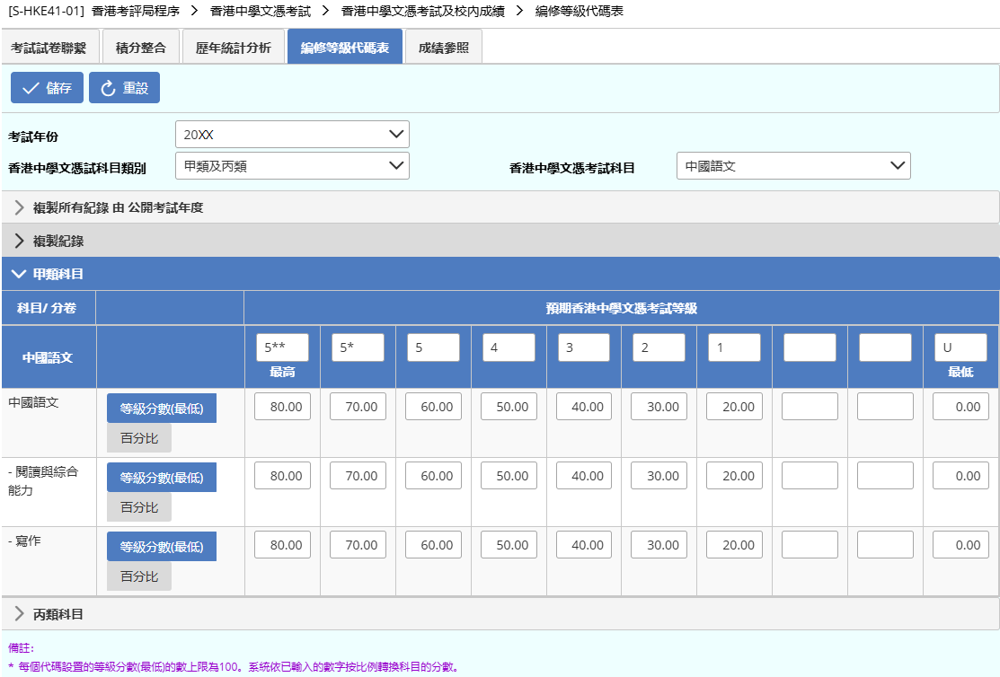 [S-HKE41-01] 香港考評局程序 > 香港中學文憑考試 > 香港中學文憑考試及校內成績 > 編修等級代碼表
考試試卷聯繫 積分整合 歷年統計分析 編修等級代碼表 成績參照
儲存 重設
考試年份 20XX
香港中學文憑試科目類別 甲類及丙類 香港中學文憑考試科目 中國語文
複製所有紀錄 由 公開考試年度
複製紀錄
甲類科目
科目/ 分卷 預期香港中學文憑考試等級
中國語文 5** 5* 5 4 3 2 1 U
最高 最低
中國語文 等級分數(最低) 80.00 70.00 60.00 50.00 40.00 30.00 20.00 0.00
百分比
- 閱讀與綜合 等級分數(最低) 80.00 70.00 60.00 50.00 40.00 30.00 20.00 0.00
能力 百分比
- 寫作 等級分數(最低) 80.00 70.00 60.00 50.00 40.00 30.00 20.00 0.00
百分比
丙類科目
備註:
* 每個代碼設置的等級分數(最低)的數上限為100。系統依已輸入的數字按比例轉換科目的分數。